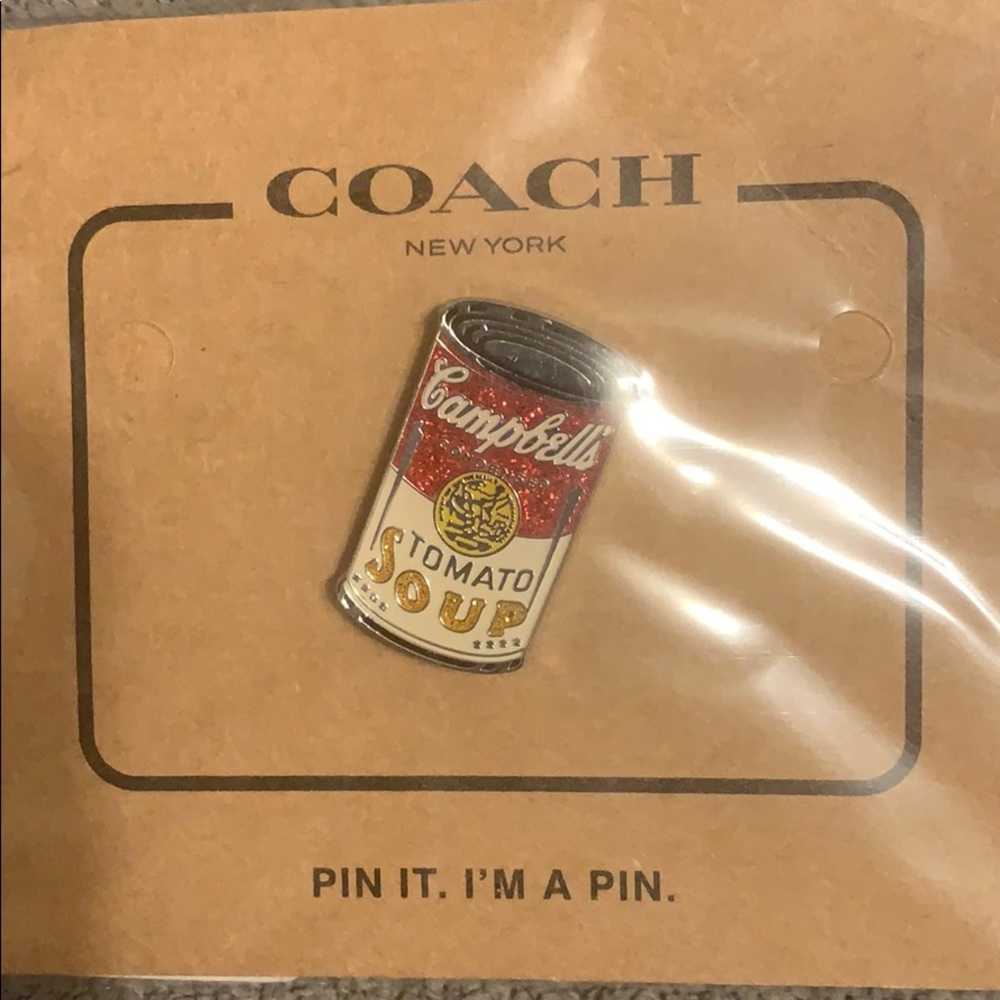 COACH
NEW YORK
Campbell's
CONDENSED
TOMATO
SOUP
PIN IT. I'M A PIN.